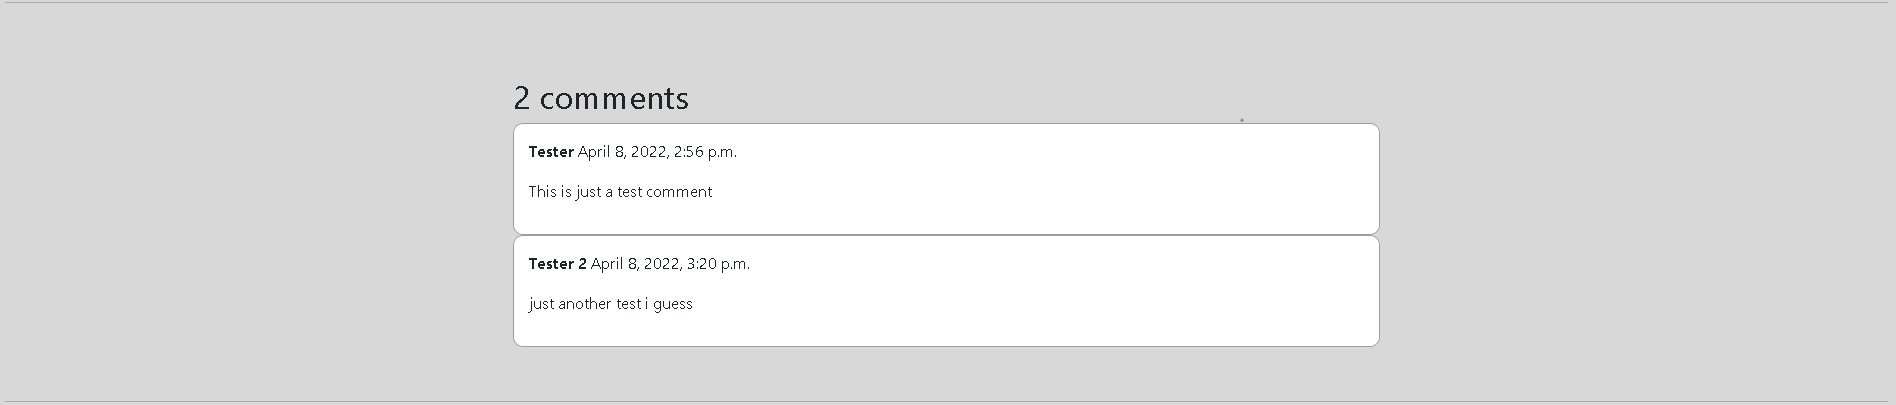 2 comments
Tester April 8, 2022, 2:56 p.m.
This is just a test comment
Tester 2 April 8, 2022, 3:20 p.m.
just another test i guess